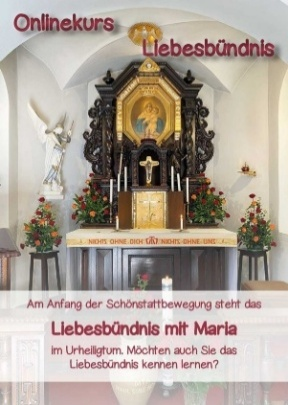 Onlinekurs
Liebesbündnis
NICHTS OHNE DICH NICHTS OHNE UNS
Am Anfang der Schönstattbewegung steht das
Liebesbündnis mit Maria
im Urheiligtum. Möchten auch Sie das
Liebesbündnis kennen lernen?